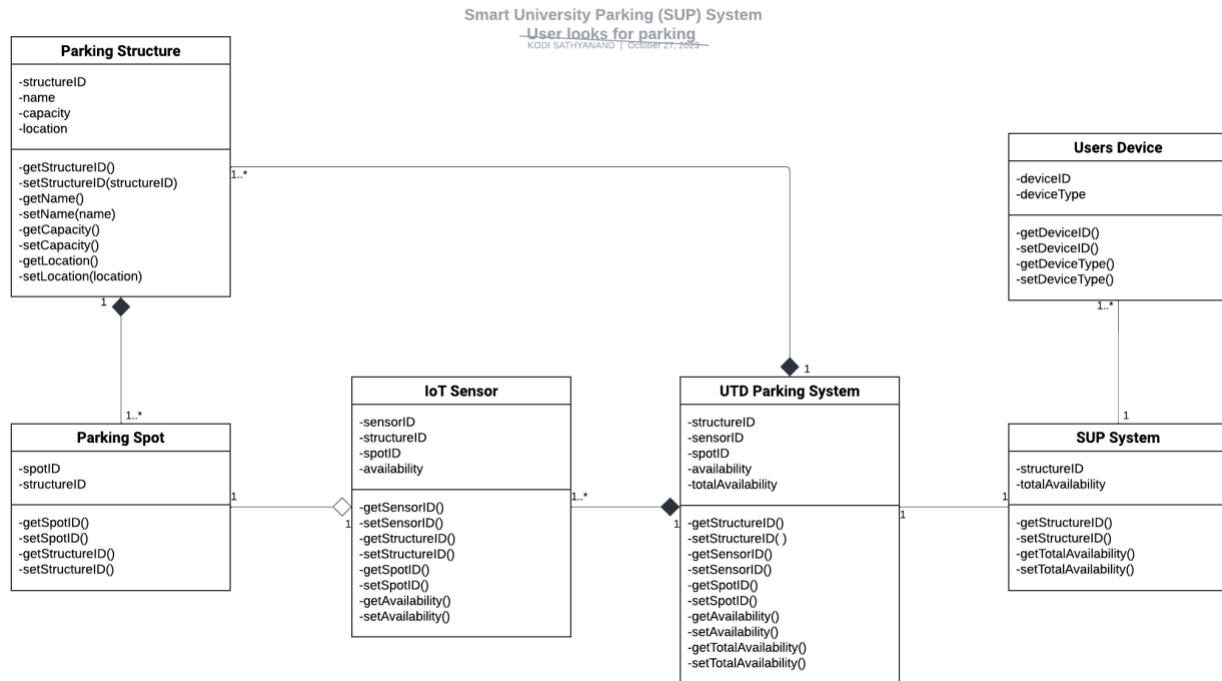 Smart University Parking (SUP) System
User looks for parking
KODI SATHYANAND | October 27, 2023
Parking Structure
-structureID
-name
-capacity
-location
-getStructureID()
-setStructureID(structureID)
-getName()
-setName(name)
-getCapacity()
-setCapacity()
-getLocation()
-setLocation(location)
1..*
1
1..*
Parking Spot
-spotID
-structureID
-getSpotID()
-setSpotID()
-getStructureID()
-setStructureID()
1
1
IoT Sensor
-sensorID
-structureID
-spotID
-availability
-getSensorID()
-setSensorID()
-getStructureID()
-setStructureID()
-getSpotID()
-setSpotID()
-getAvailability()
-setAvailability()
1..*
1
1
UTD Parking System
-structureID
-sensorID
-spotID
-availability
-totalAvailability
-getStructureID()
-setStructureID( )
-getSensorID()
-setSensorID()
-getSpotID()
-setSpotID()
-getAvailability()
-setAvailability()
-getTotalAvailability()
-setTotalAvailability()
1
1
Users Device
-deviceID
-deviceType
-getDeviceID()
-setDeviceID()
-getDeviceType()
-setDeviceType()
1..*
1
SUP System
-structureID
-totalAvailability
-getStructureID()
-setStructureID()
-getTotalAvailability()
-setTotalAvailability()